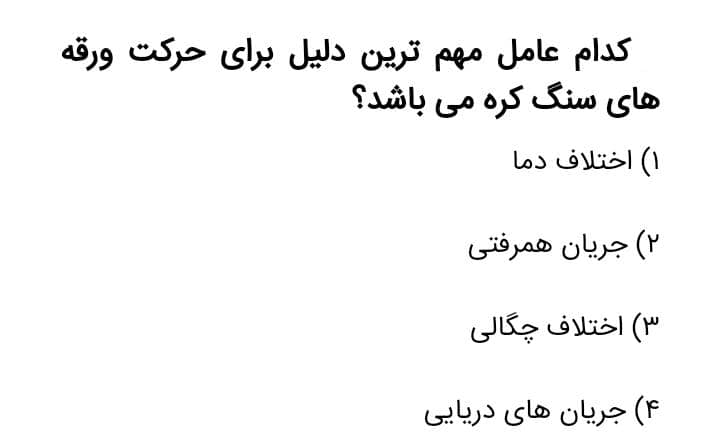 کدام عامل مهم ترین دلیل برای حرکت ورقه
های سنگ کره می باشد؟
۱) اختلاف دما
۲) جریان همرفتی
۳) اختلاف چگالی
۴) جریان های دریایی